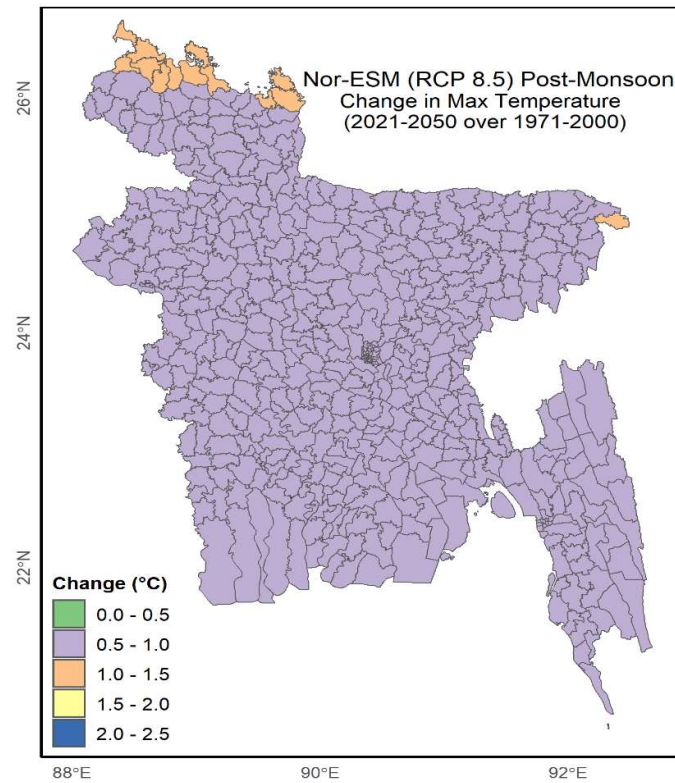 Nor-ESM (RCP 8.5) Post-Monsoon
Change in Max Temperature
(2021-2050 over 1971-2000)
26°N
24°N
22°N
Change (°C)
0.0 - 0.5
0.5 - 1.0
1.0 - 1.5
1.5 - 2.0
2.0 - 2.5
88°E
90°E
92°E